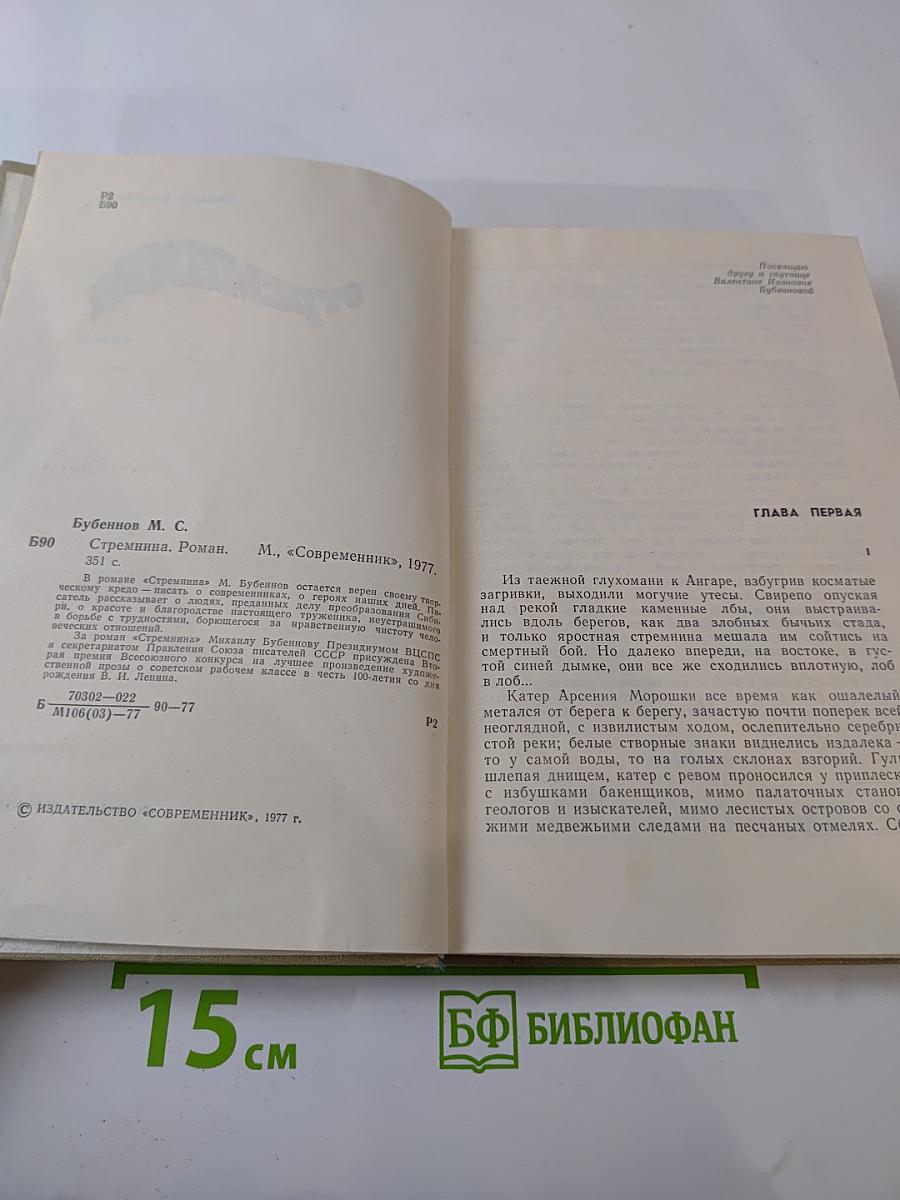 Р2
Б90
Бубеннов М. С.
Б90 Стремнина. Роман. М., «Современник», 1977.
351 с.
В романе «Стремнина» М. Бубеннов остается верен своему твор-
ческому кредо — писать о современниках, о героях наших дней. Пи-
сатель рассказывает о людях, преданных делу преобразования Сиби-
ри, о красоте и благородстве настоящего труженика, неустрашимого
в борьбе с трудностями, борющегося за нравственную чистоту чело-
веческих отношений.
За роман «Стремнина» Михаилу Бубеннову Президиумом ВЦСПС
и секретариатом Правления Союза писателей СССР присуждена Вто-
рая премия Всесоюзного конкурса на лучшее произведение художе-
ственной прозы о советском рабочем классе в честь 100-летия со дня
рождения В. И. Ленина.
Б 70302—022 90—77
М106(03)—77
Р2
© ИЗДАТЕЛЬСТВО «СОВРЕМЕННИК», 1977 г.
Посвящаю
другу и спутнице
Валентине Ивановне
Бубенновой
ГЛАВА ПЕРВАЯ
I
Из таежной глухомани к Ангаре, взбугрив косматые
загривки, выходили могучие утесы. Свирепо опуская
над рекой гладкие каменные лбы, они выстраива-
лись вдоль берегов, как два злобных бычьих стада,
и только яростная стремнина мешала им сойтись на
смертный бой. Но далеко впереди, на востоке, в гус-
той синей дымке, они все же сходились вплотную, лоб
в лоб...
Катер Арсения Морошки все время как ошалелый
метался от берега к берегу, зачастую почти поперек всей
неоглядной, с извилистым ходом, ослепительно серебри
стой реки; белые створные знаки виднелись издалека —
то у самой воды, то на голых склонах взгорий. Гул
шлепая днищем, катер с ревом проносился у приплеск
с избушками бакенщиков, мимо палаточных станов
геологов и изыскателей, мимо лесистых островов со с
жими медвежьими следами на песчаных отмелях. Сб
15 см
БФ БИБЛИОФАН